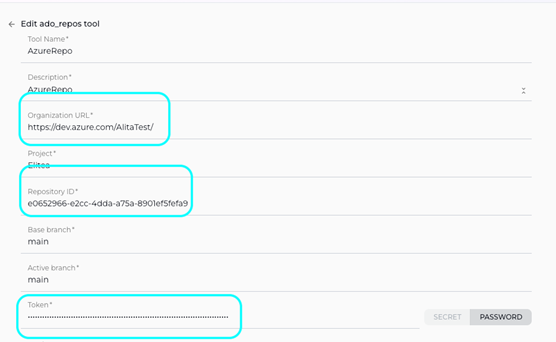 ← Edit ado_repos tool
Tool Name*
AzureRepo
Description*
AzureRepo
Organization URL*
https://dev.azure.com/AlitaTest/
Project*
Elitea
Repository ID*
e0652966-e2cc-4dda-a75a-8901ef5fefa9
Base branch*
main
Active branch*
main
Token*
SECRET PASSWORD